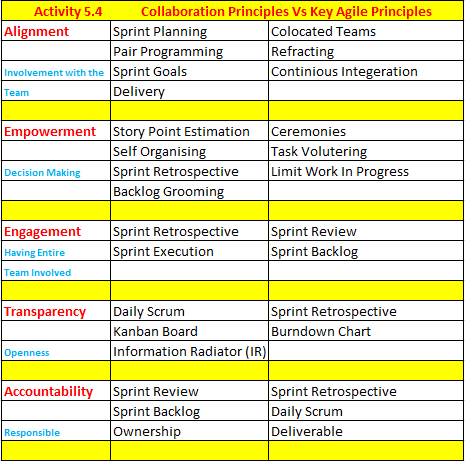 Activity 5.4 Collaboration Principles Vs Key Agile Principles
Alignment Sprint Planning Colocated Teams
Pair Programming Refracting
Involvement with the Sprint Goals Continious Integeration
Team Delivery
Empowerment Story Point Estimation Ceremonies
Self Organising Task Voluteering
Decision Making Sprint Retrospective Limit Work In Progress
Backlog Grooming
Engagement Sprint Retrospective Sprint Review
Having Entire Sprint Execution Sprint Backlog
Team Involved
Transparency Daily Scrum Sprint Retrospective
Kanban Board Burndown Chart
Openness Information Radiator (IR)
Accountability Sprint Review Sprint Retrospective
Sprint Backlog Daily Scrum
Responsible Ownership Deliverable